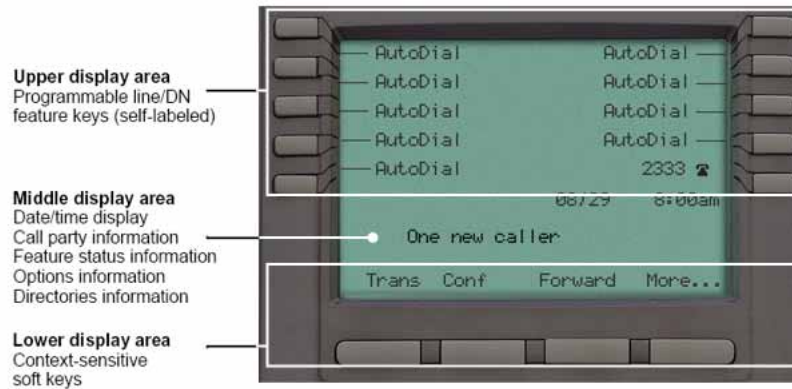 Upper display area
Programmable line/DN
feature keys (self-labeled)
Middle display area
Date/time display
Call party information
Feature status information
Options information
Directories information
Lower display area
Context-sensitive
soft keys
AutoDial AutoDial
AutoDial AutoDial
AutoDial AutoDial
AutoDial AutoDial
AutoDial 2333
08/29 8:00am
One new caller
Trans Conf Forward More...